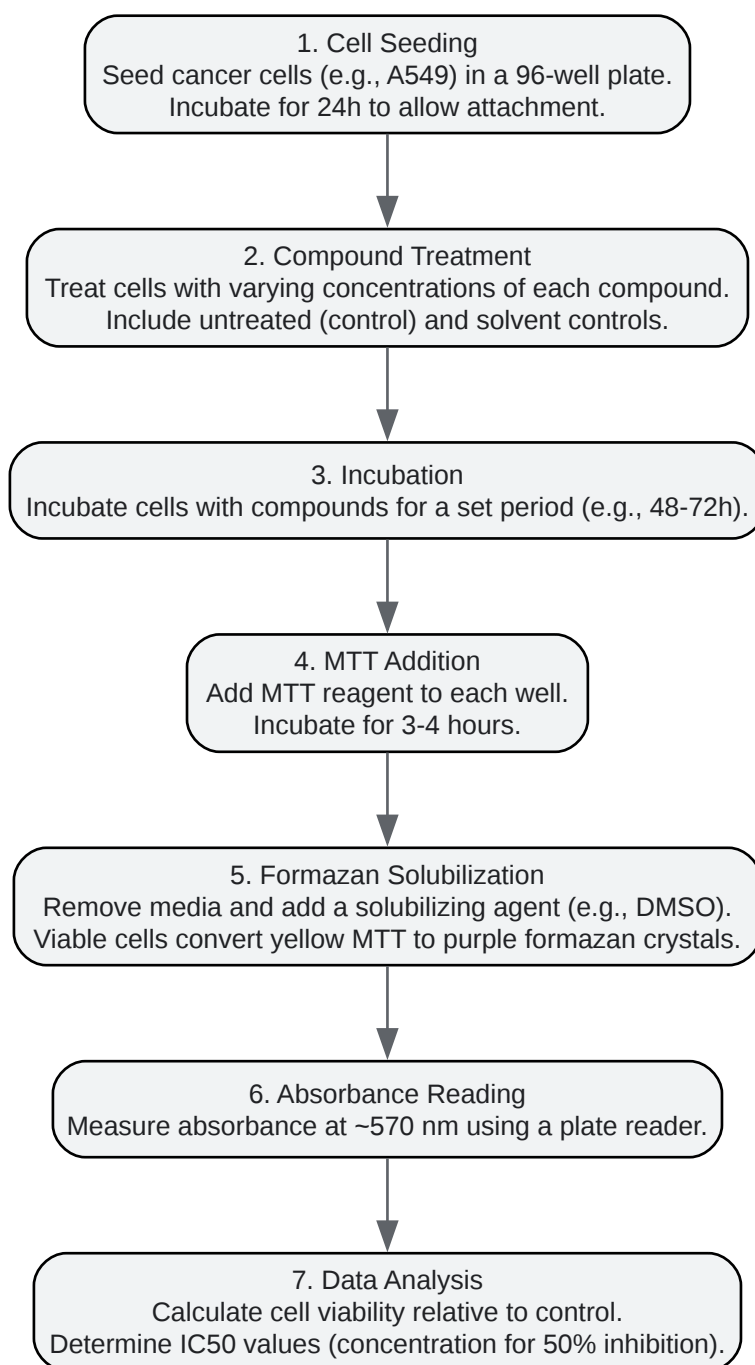 1. Cell Seeding
Seed cancer cells (e.g., A549) in a 96-well plate.
Incubate for 24h to allow attachment.
2. Compound Treatment
Treat cells with varying concentrations of each compound.
Include untreated (control) and solvent controls.
3. Incubation
Incubate cells with compounds for a set period (e.g., 48-72h).
4. MTT Addition
Add MTT reagent to each well.
Incubate for 3-4 hours.
5. Formazan Solubilization
Remove media and add a solubilizing agent (e.g., DMSO).
Viable cells convert yellow MTT to purple formazan crystals.
6. Absorbance Reading
Measure absorbance at ~570 nm using a plate reader.
7. Data Analysis
Calculate cell viability relative to control.
Determine IC50 values (concentration for 50% inhibition).